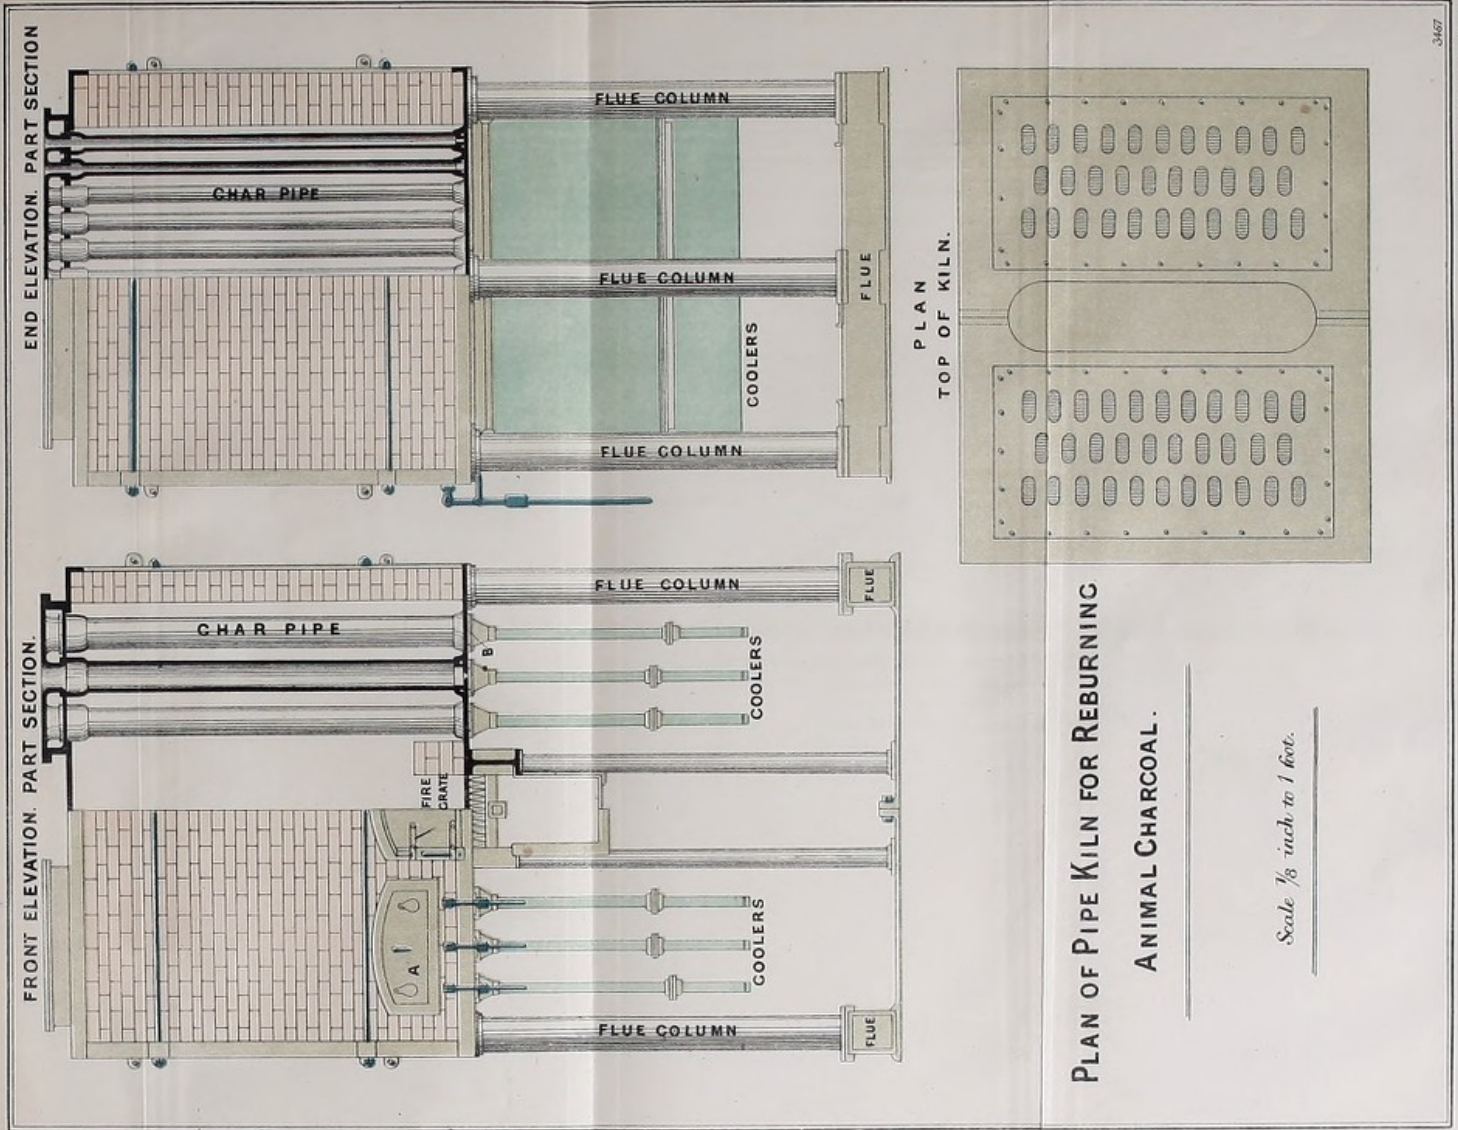 FRONT ELEVATION. PART SECTION.
CHAR PIPE
B
FIRE
GRATE
A
FLUE COLUMN
COOLERS
COOLERS
FLUE COLUMN
FLUE
FLUE
END ELEVATION. PART SECTION
CHAR PIPE
FLUE COLUMN
FLUE COLUMN
FLUE COLUMN
COOLERS
FLUE
PLAN
TOP OF KILN.
PLAN OF PIPE KILN FOR REBURNING
ANIMAL CHARCOAL.
Scale 1/8 inch to 1 foot.
3467